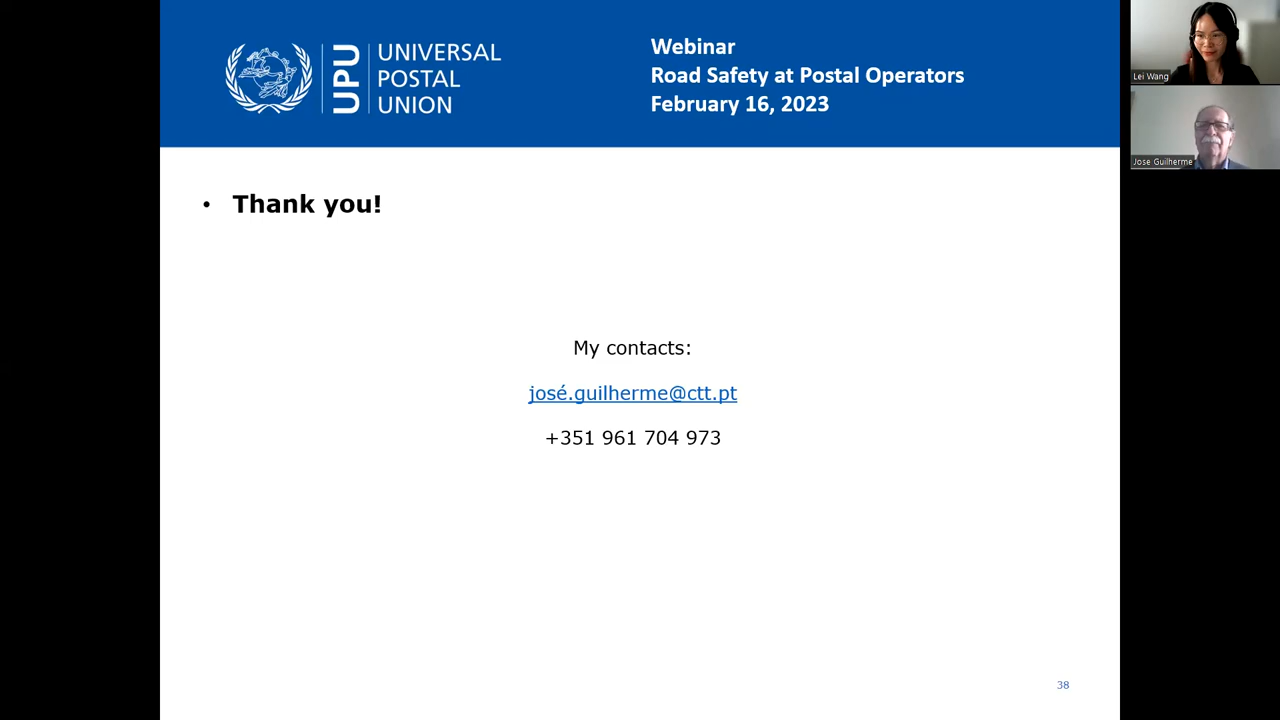 UPU
UNIVERSAL
POSTAL
UNION
Webinar
Road Safety at Postal Operators
February 16, 2023
Lei Wang
Jose Guilherme
• Thank you!
My contacts:
josé.guilherme@ctt.pt
+351 961 704 973
38